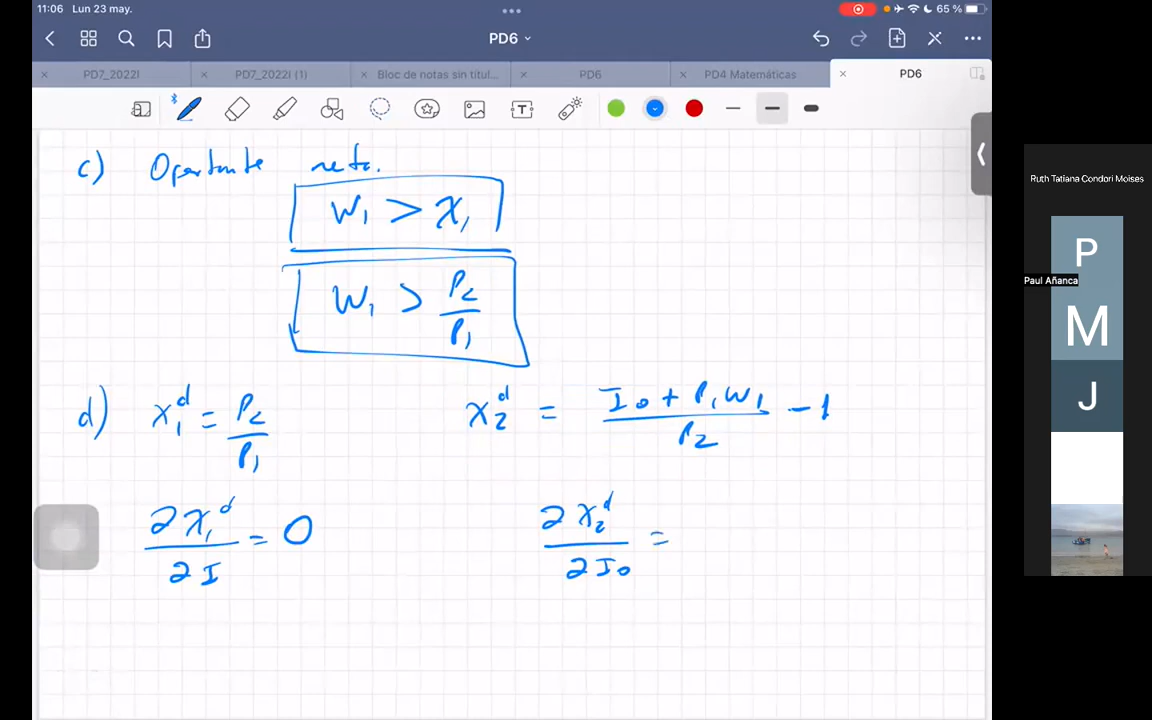 11:06 Lun 23 may.
65 %
PD6
PD7_2022I
PD7_2022I (1)
Bloc de notas sin títul...
PD6
PD4 Matemáticas
PD6
c) Ofertante neto.
W₁ > X₁
W₁ > P₂/P₁
d) X₁ᵈ = P₂/P₁ X₂ᵈ = (I₀ + P₁W₁)/P₂ - 1
∂X₁ᵈ/∂I = 0 ∂X₂ᵈ/∂I₀ =
Ruth Tatiana Condori Moises
P
Paul Añanca
M
J